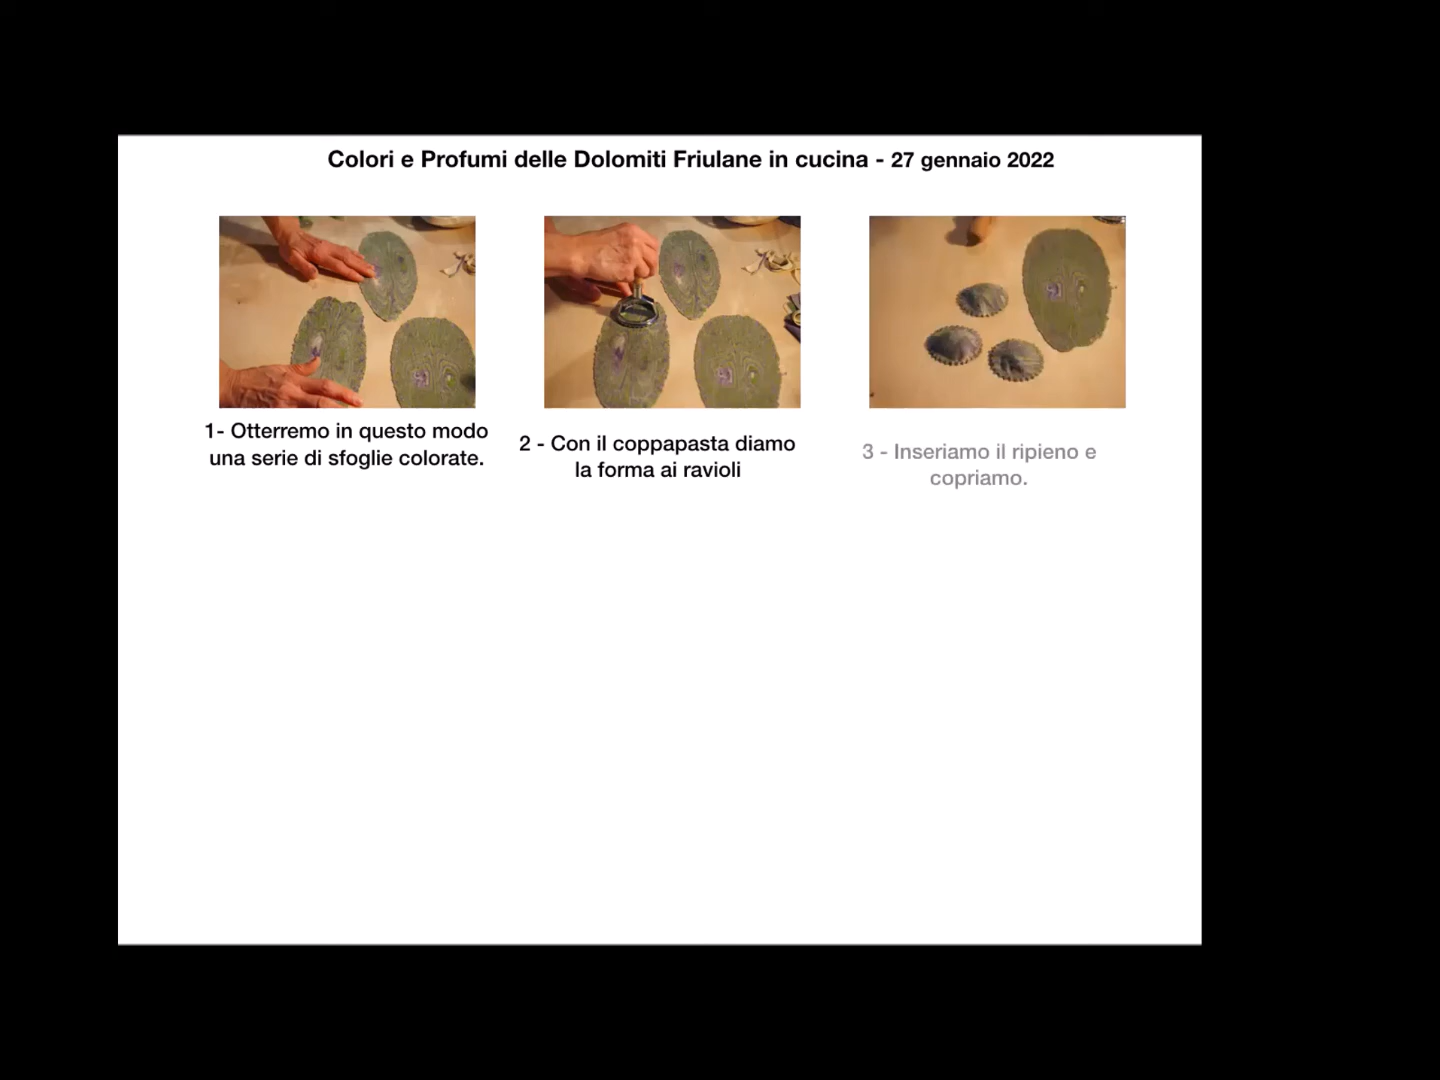 Colori e Profumi delle Dolomiti Friulane in cucina - 27 gennaio 2022
1- Otterremo in questo modo
una serie di sfoglie colorate.
2 - Con il coppapasta diamo
la forma ai ravioli
3 - Inseriamo il ripieno e
copriamo.